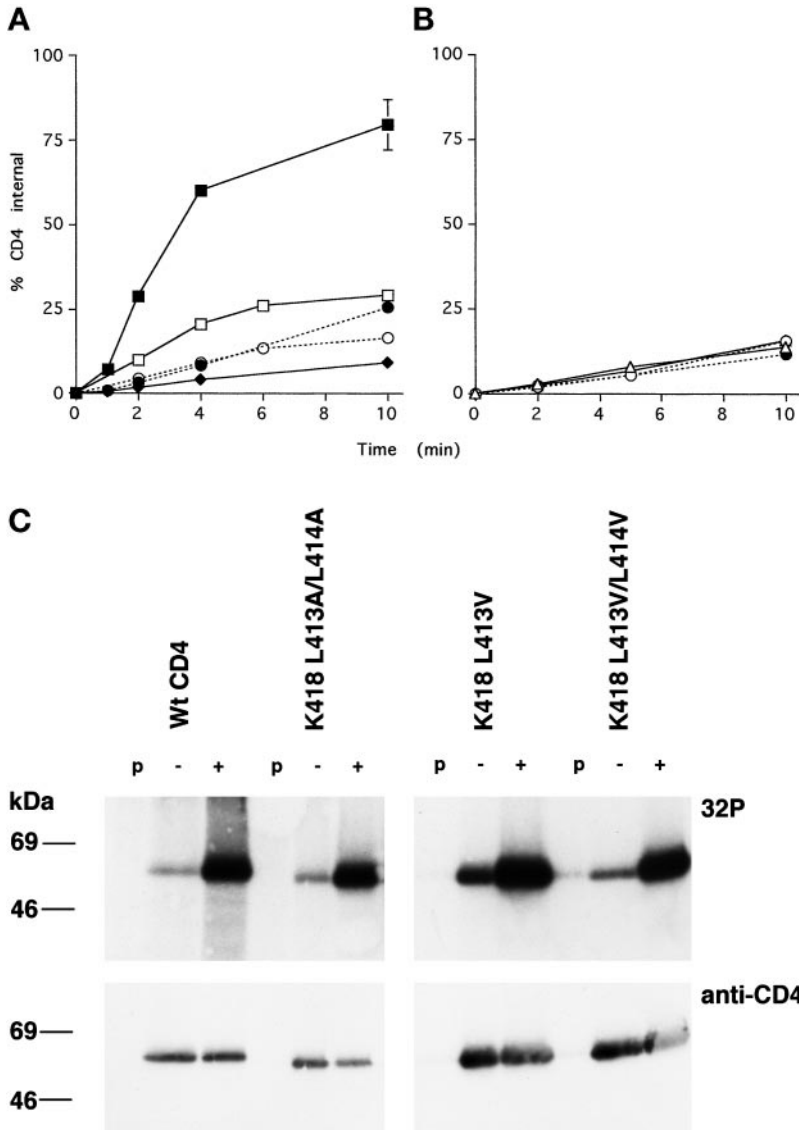 A
B
100
75
50
25
0
% CD4 internal
0 2 4 6 8 10
100
75
50
25
0
0 2 4 6 8 10
Time (min)
C
Wt CD4
K418 L413A/L414A
K418 L413V
K418 L413V/L414V
p - + p - + p - + p - +
kDa
69
46
32P
69
46
anti-CD4